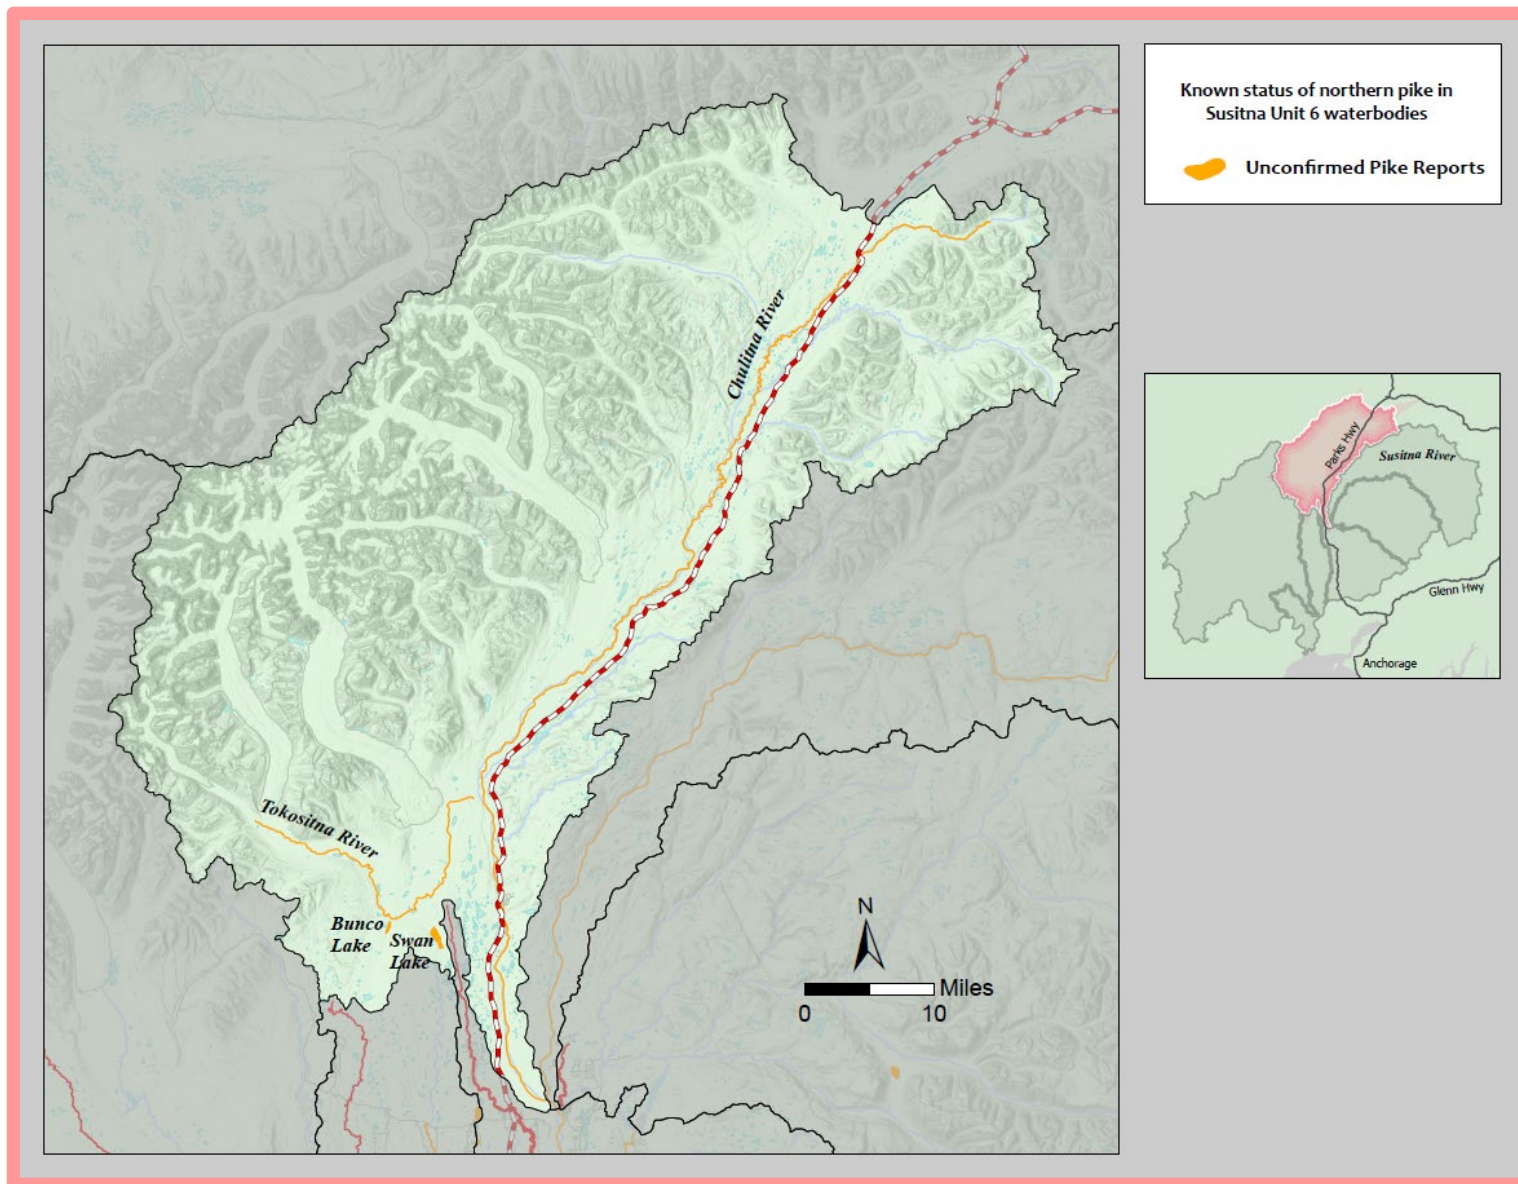 Known status of northern pike in
Susitna Unit 6 waterbodies
Unconfirmed Pike Reports
Chulitna River
Tokositna River
Bunco
Lake
Swan
Lake
N
Miles
0 10
Parks Hwy
Susitna River
Glenn Hwy
Anchorage